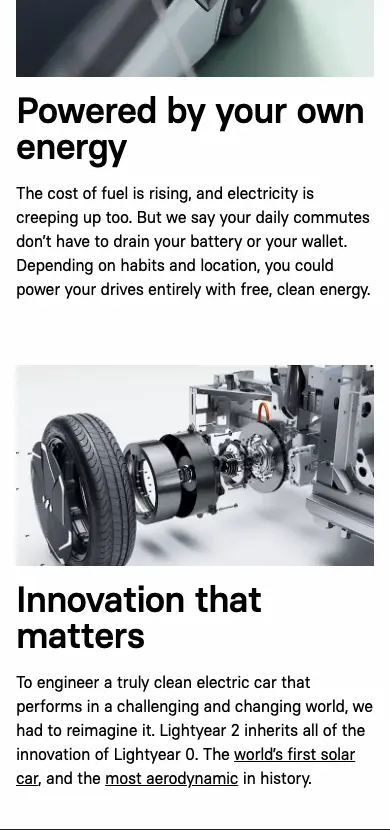 Powered by your own
energy
The cost of fuel is rising, and electricity is
creeping up too. But we say your daily commutes
don’t have to drain your battery or your wallet.
Depending on habits and location, you could
power your drives entirely with free, clean energy.
Innovation that
matters
To engineer a truly clean electric car that
performs in a challenging and changing world, we
had to reimagine it. Lightyear 2 inherits all of the
innovation of Lightyear 0. The world’s first solar
car, and the most aerodynamic in history.